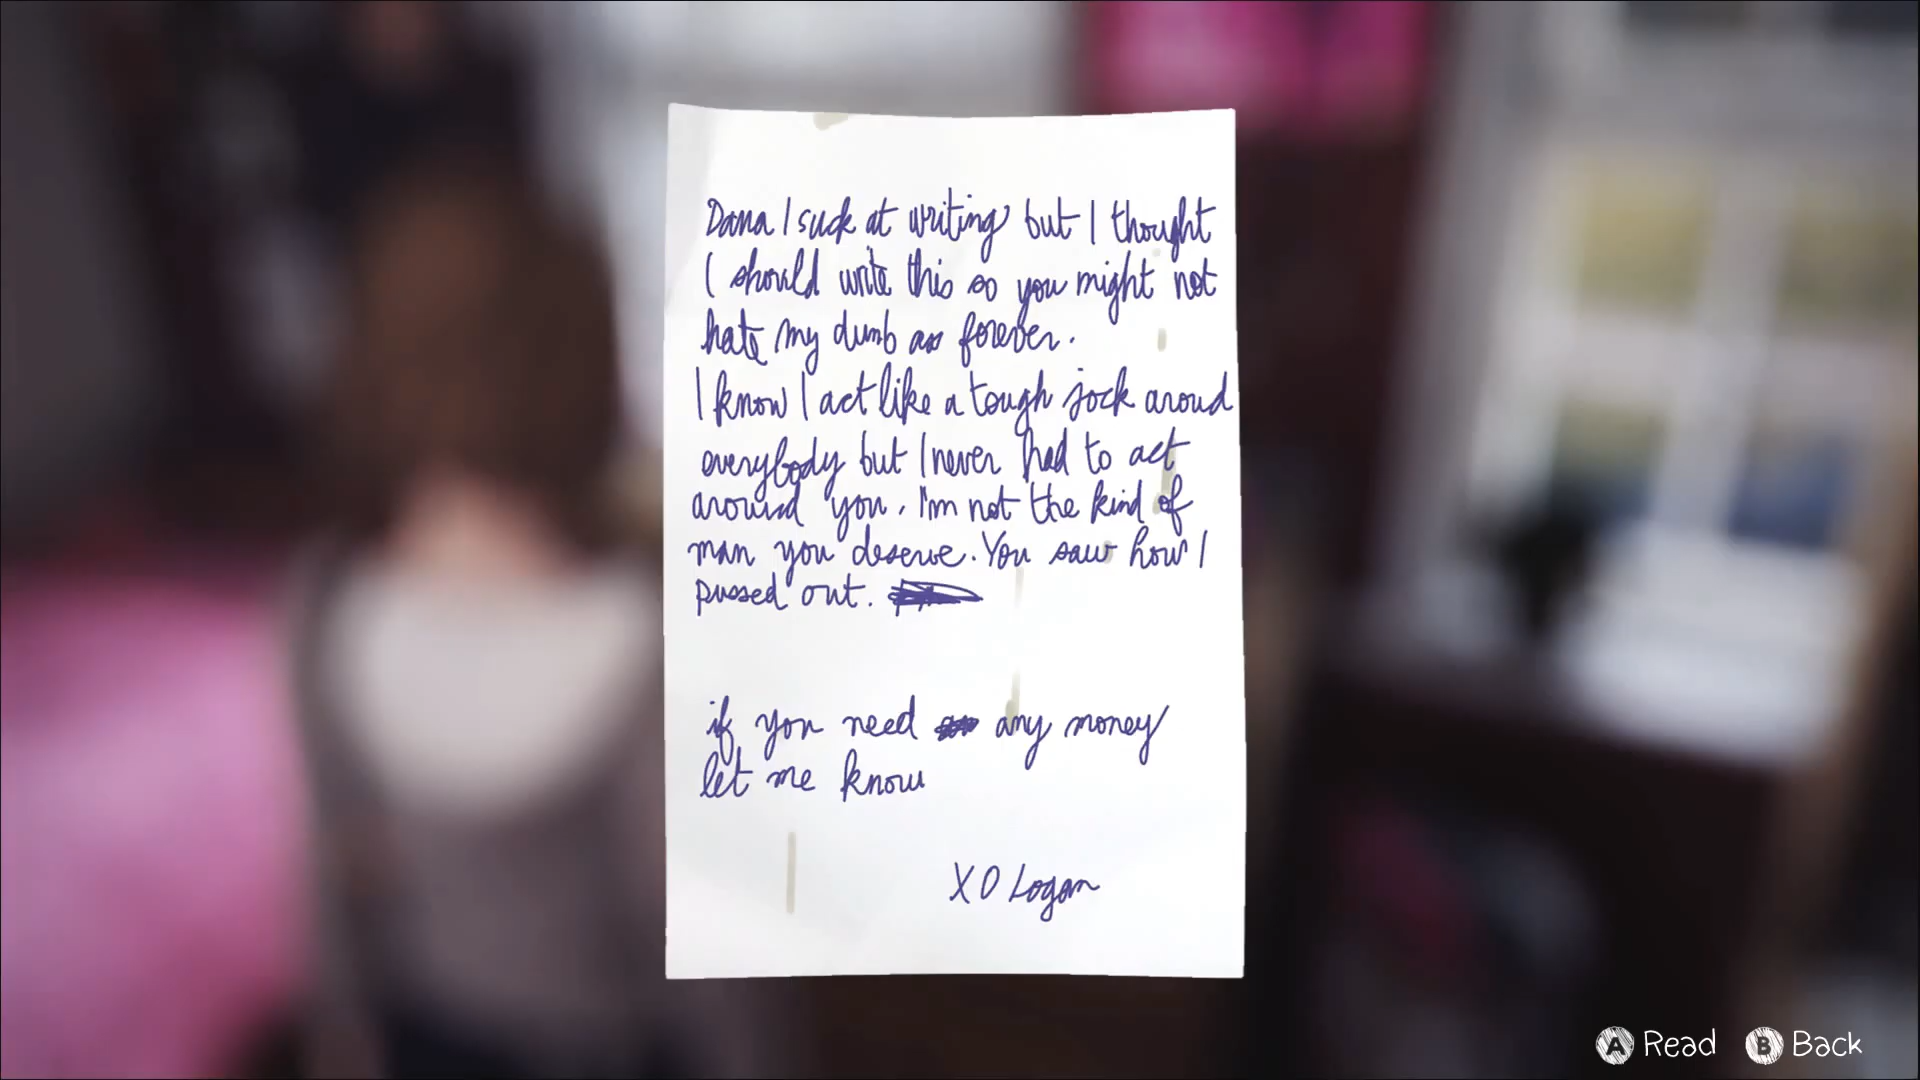 Dana I suck at writing but I thought
I should write this so you might not
hate my dumb ass forever.
I know I act like a tough jock aroud
everybody but I never had to act
around you. I'm not the kind of
man you deserve. You saw how I
pussed out.
if you need any money
let me know
XO Logan
A Read B Back